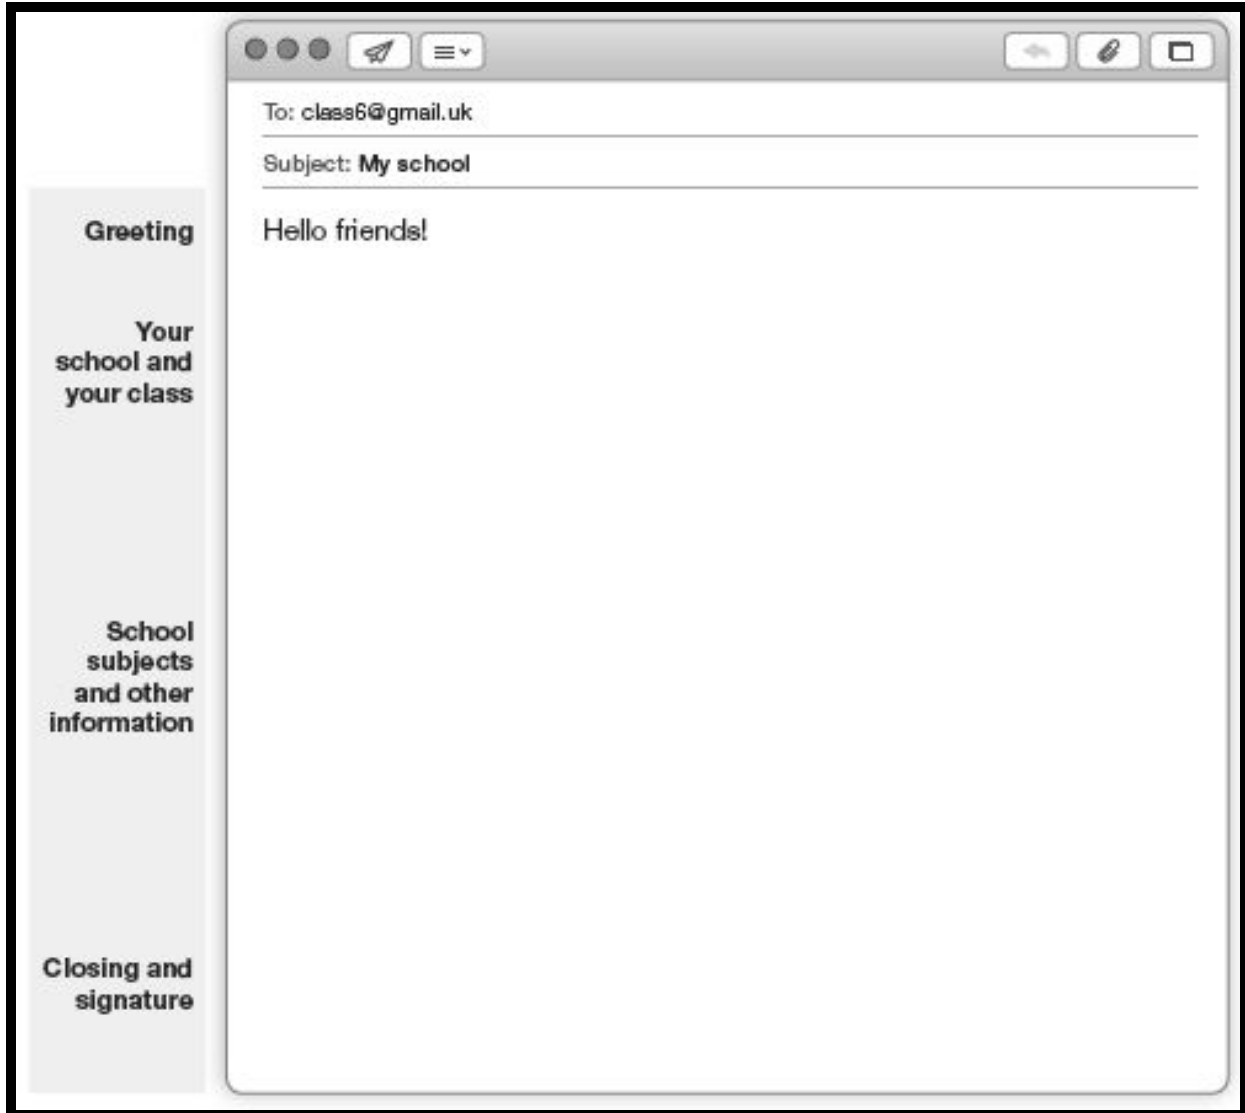 To: class6@gmail.uk
Subject: My school
Greeting
Hello friends!
Your
school and
your class
School
subjects
and other
information
Closing and
signature